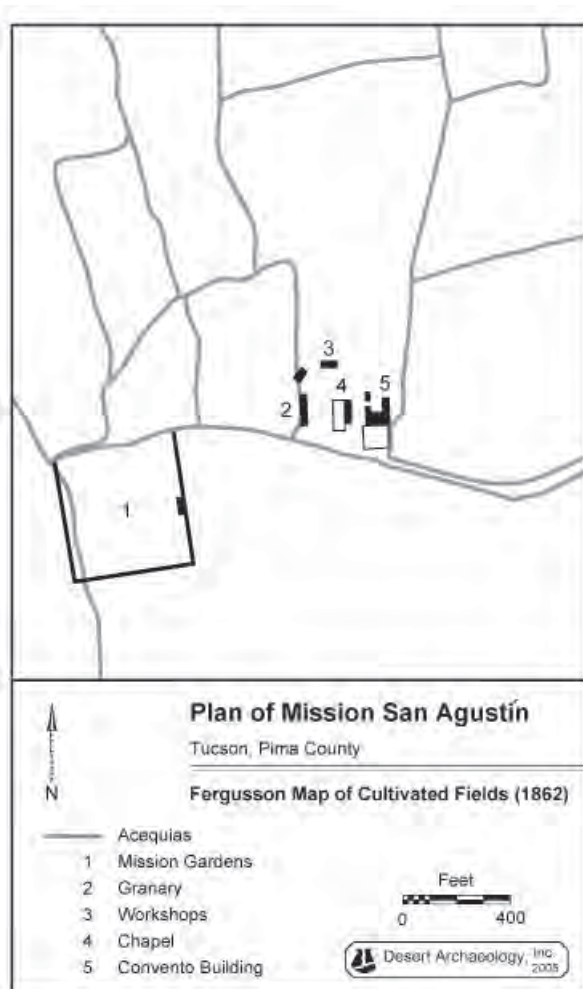 3
4
5
2
1
Plan of Mission San Agustín
Tucson, Pima County
Fergusson Map of Cultivated Fields (1862)
N
Acequias
1 Mission Gardens
2 Granary
3 Workshops
4 Chapel
5 Convento Building
Feet
0 400
Desert Archaeology, Inc.
2005